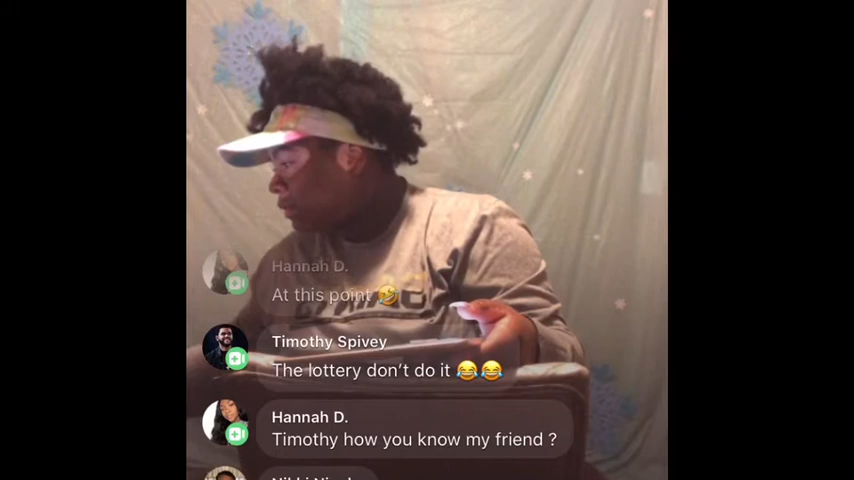 Hannah D.
At this point 🤣
Timothy Spivey
The lottery don't do it 😂😂
Hannah D.
Timothy how you know my friend ?